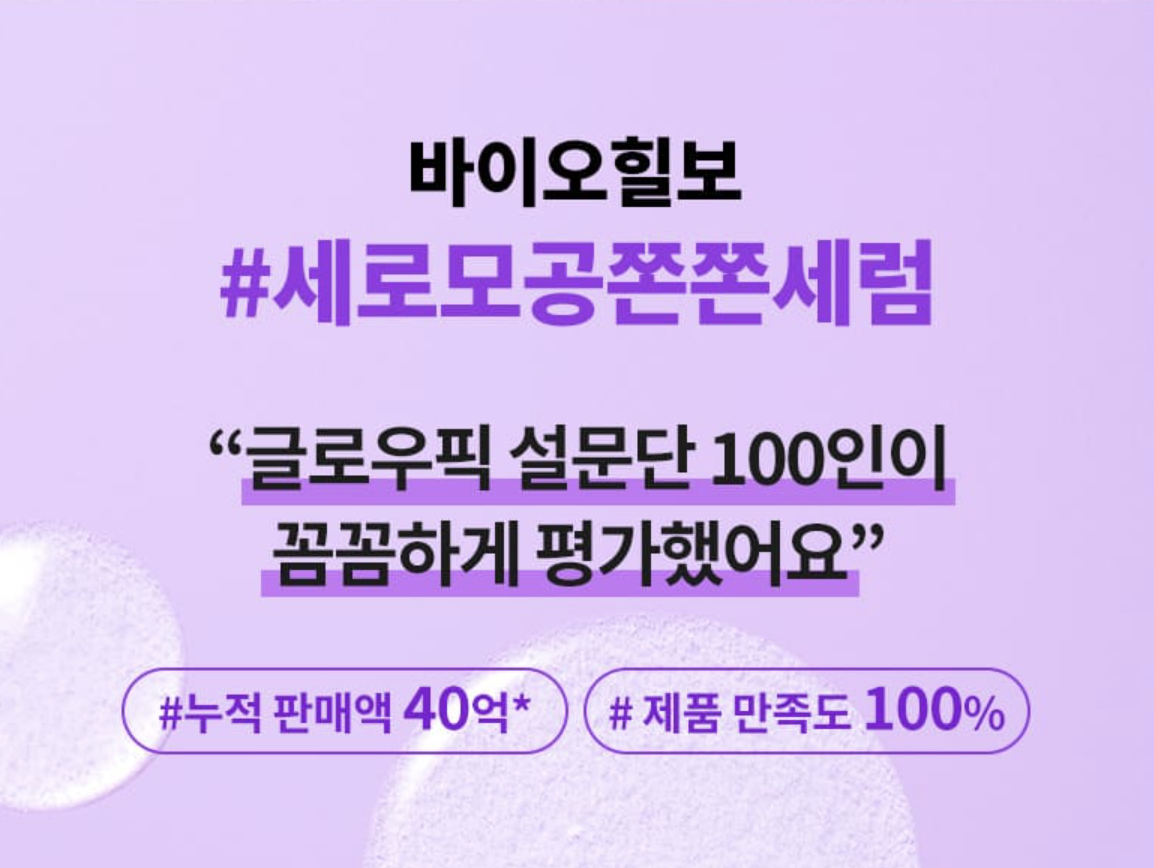 바이오힐보
#세로모공쫀쫀세럼
“글로우픽 설문단 100인이
꼼꼼하게 평가했어요”
#누적 판매액 40억*
# 제품 만족도 100%